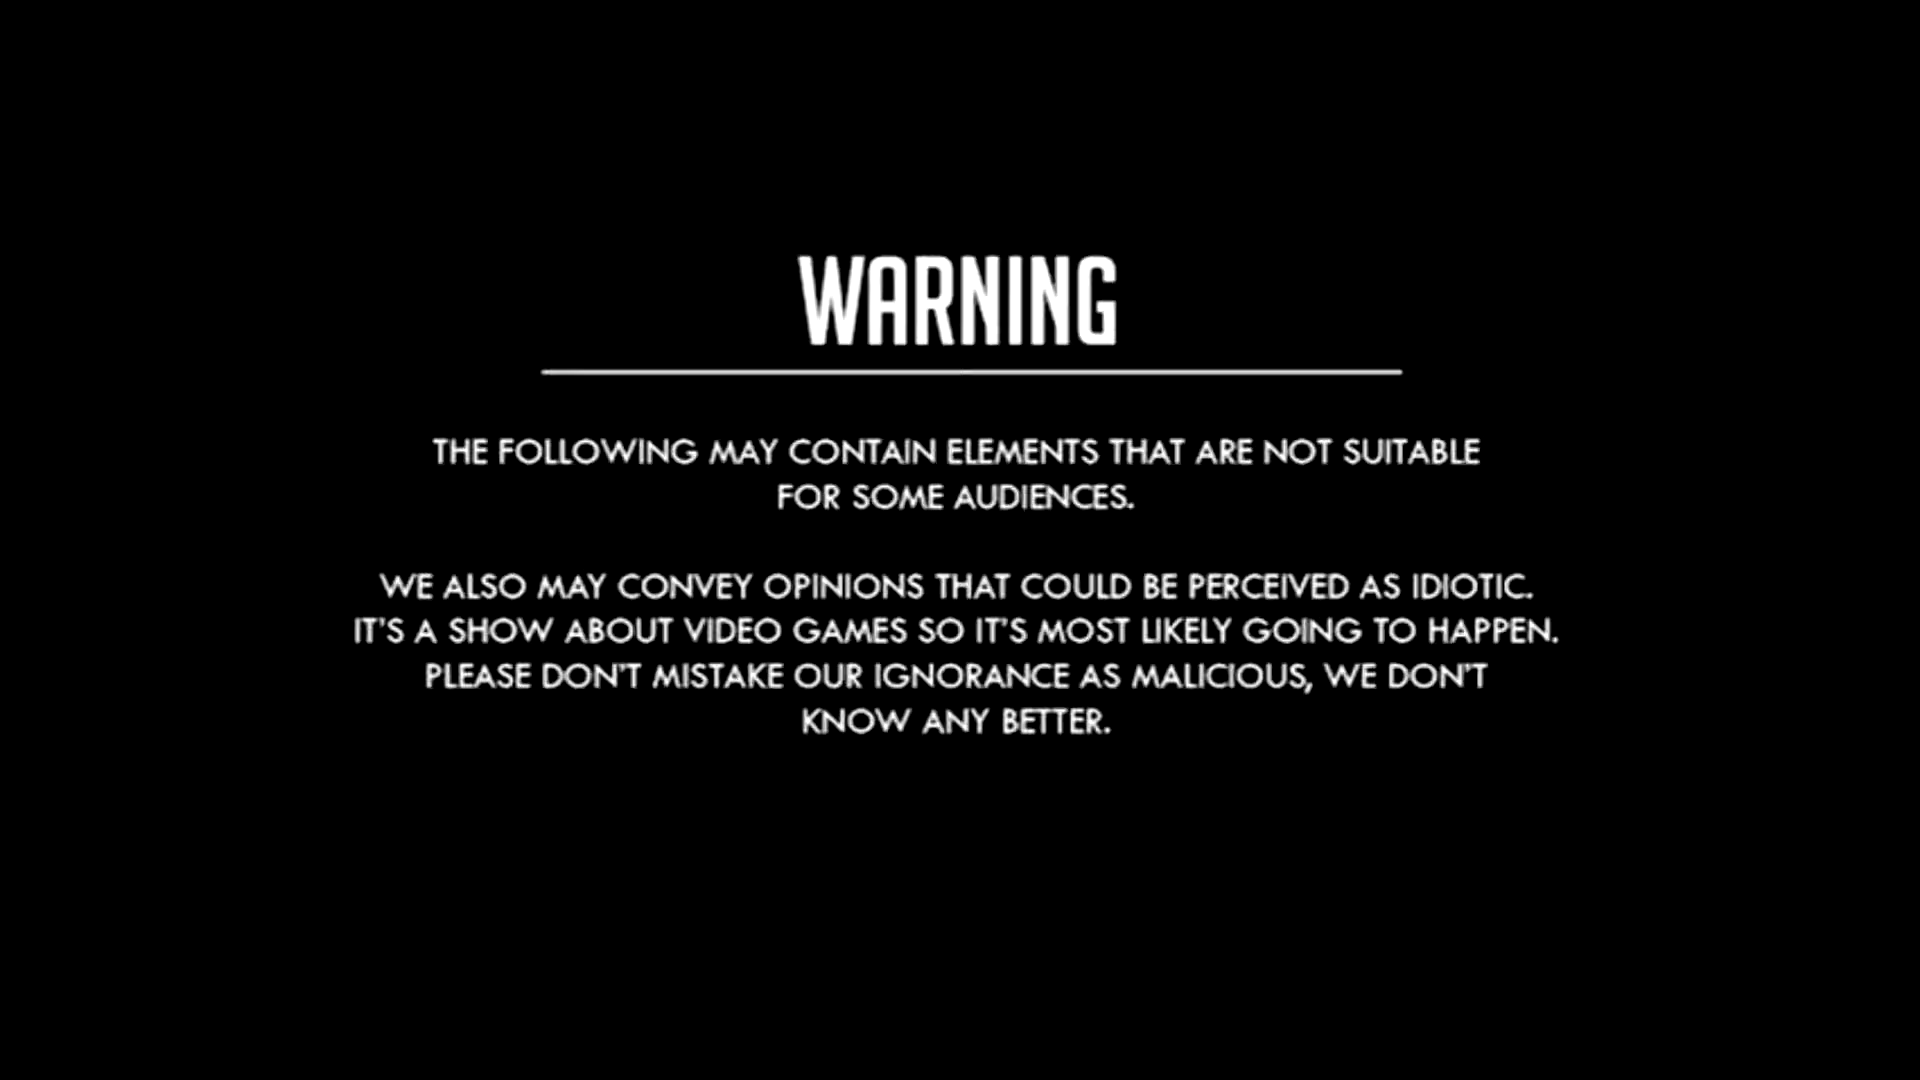 WARNING
THE FOLLOWING MAY CONTAIN ELEMENTS THAT ARE NOT SUITABLE
FOR SOME AUDIENCES.
WE ALSO MAY CONVEY OPINIONS THAT COULD BE PERCEIVED AS IDIOTIC.
IT'S A SHOW ABOUT VIDEO GAMES SO IT'S MOST LIKELY GOING TO HAPPEN.
PLEASE DON'T MISTAKE OUR IGNORANCE AS MALICIOUS, WE DON'T
KNOW ANY BETTER.